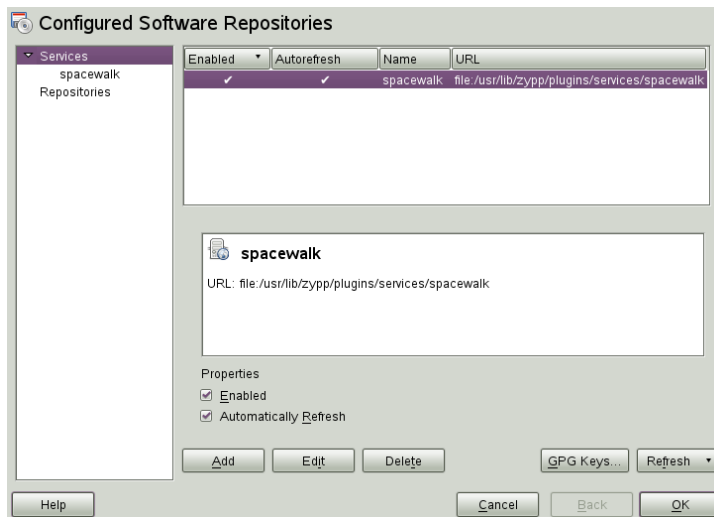 Configured Software Repositories
Services
spacewalk
Repositories
Enabled Autorefresh Name URL
spacewalk file:/usr/lib/zypp/plugins/services/spacewalk
spacewalk
URL: file:/usr/lib/zypp/plugins/services/spacewalk
Properties
Enabled
Automatically Refresh
Add Edit Delete GPG Keys... Refresh
Help Cancel Back OK